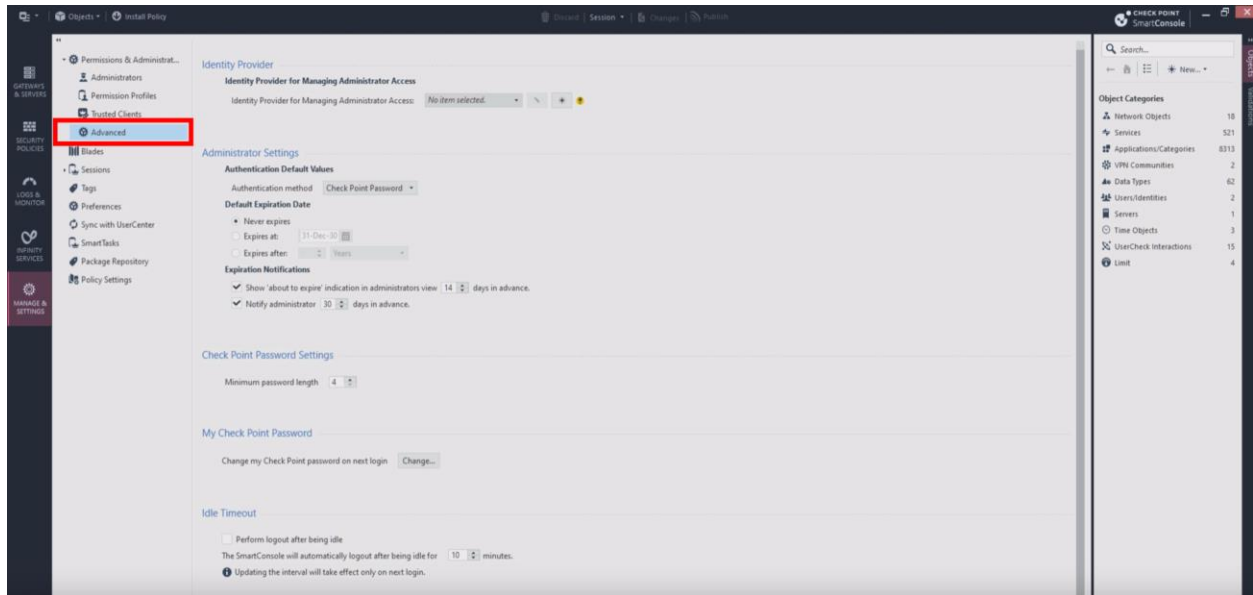 Objects
Install Policy
Discard
Session
Changes
Publish
CHECK POINT
SmartConsole
GATEWAYS
& SERVERS
SECURITY
POLICIES
LOGS &
MONITOR
INFINITY
SERVICES
MANAGE &
SETTINGS
Permissions & Administrat...
Administrators
Permission Profiles
Trusted Clients
Advanced
Blades
Sessions
Tags
Preferences
Sync with UserCenter
SmartTasks
Package Repository
Policy Settings
Identity Provider
Identity Provider for Managing Administrator Access
Identity Provider for Managing Administrator Access: No item selected.
Administrator Settings
Authentication Default Values
Authentication method Check Point Password
Default Expiration Date
Never expires
Expires at: 31-Dec-30
Expires after: Years
Expiration Notifications
Show 'about to expire' indication in administrators view 14 days in advance.
Notify administrator 30 days in advance.
Check Point Password Settings
Minimum password length 4
My Check Point Password
Change my Check Point password on next login Change...
Idle Timeout
Perform logout after being idle
The SmartConsole will automatically logout after being idle for 10 minutes.
Updating the interval will take effect only on next login.
Search...
New...
Object Categories
Network Objects 18
Services 521
Applications/Categories 8313
VPN Communities 2
Data Types 62
Users/Identities 2
Servers 1
Time Objects 3
UserCheck Interactions 15
Limit 4
Objects
Validations